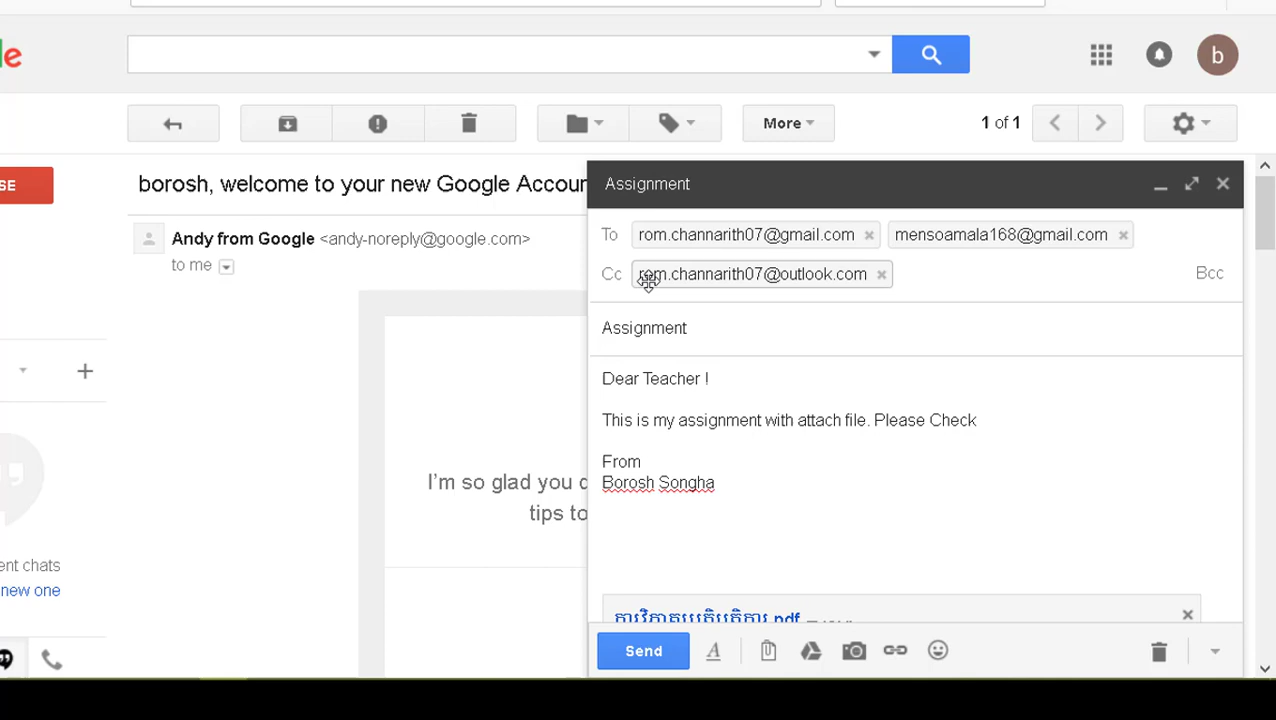 le
b
More
1 of 1
SE
borosh, welcome to your new Google Accoun
Assignment
To rom.channarith07@gmail.com × mensoamala168@gmail.com ×
Andy from Google <andy-noreply@google.com>
to me
Cc rom.channarith07@outlook.com × Bcc
Assignment
Dear Teacher !
This is my assignment with attach file. Please Check
From
Borosh Songha
I'm so glad you d
tips to
ent chats
new one
.pdf
Send